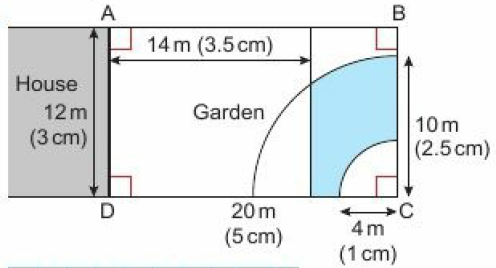 A
B
14 m (3.5 cm)
House
12 m
(3 cm)
Garden
10 m
(2.5 cm)
D
20 m
(5 cm)
C
4 m
(1 cm)